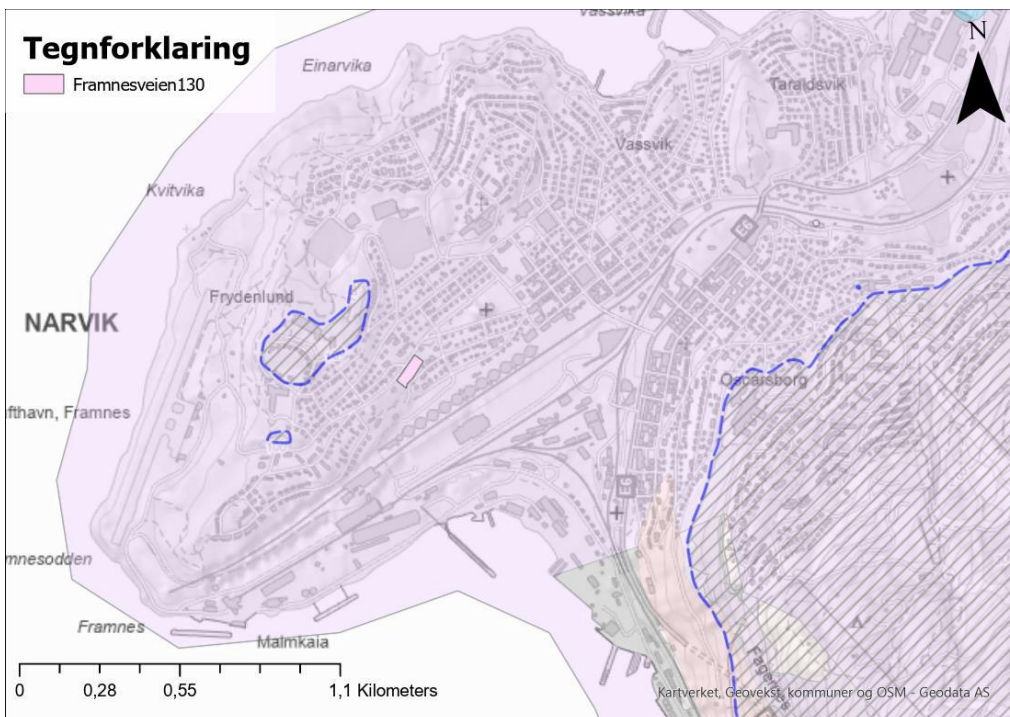 Tegnforklaring
Framnesveien130
Vassvika
N
Einarvika
Taraldsvik
Vassvik
Kvitvika
E6
Frydenlund
NARVIK
Oscarsborg
fthavn, Framnes
E6
mnesodden
Framnes
Malmkaia
Fagernes
0 0,28 0,55 1,1 Kilometers
Kartverket, Geovekst, kommuner og OSM - Geodata AS